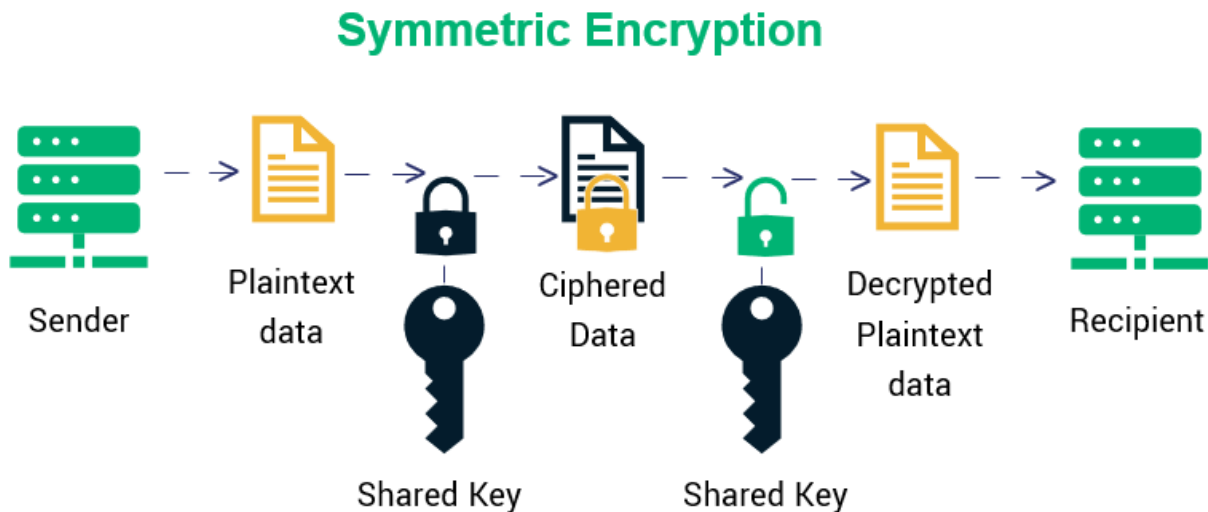 Symmetric Encryption
Sender
Plaintext
data
Shared Key
Ciphered
Data
Shared Key
Decrypted
Plaintext
data
Recipient